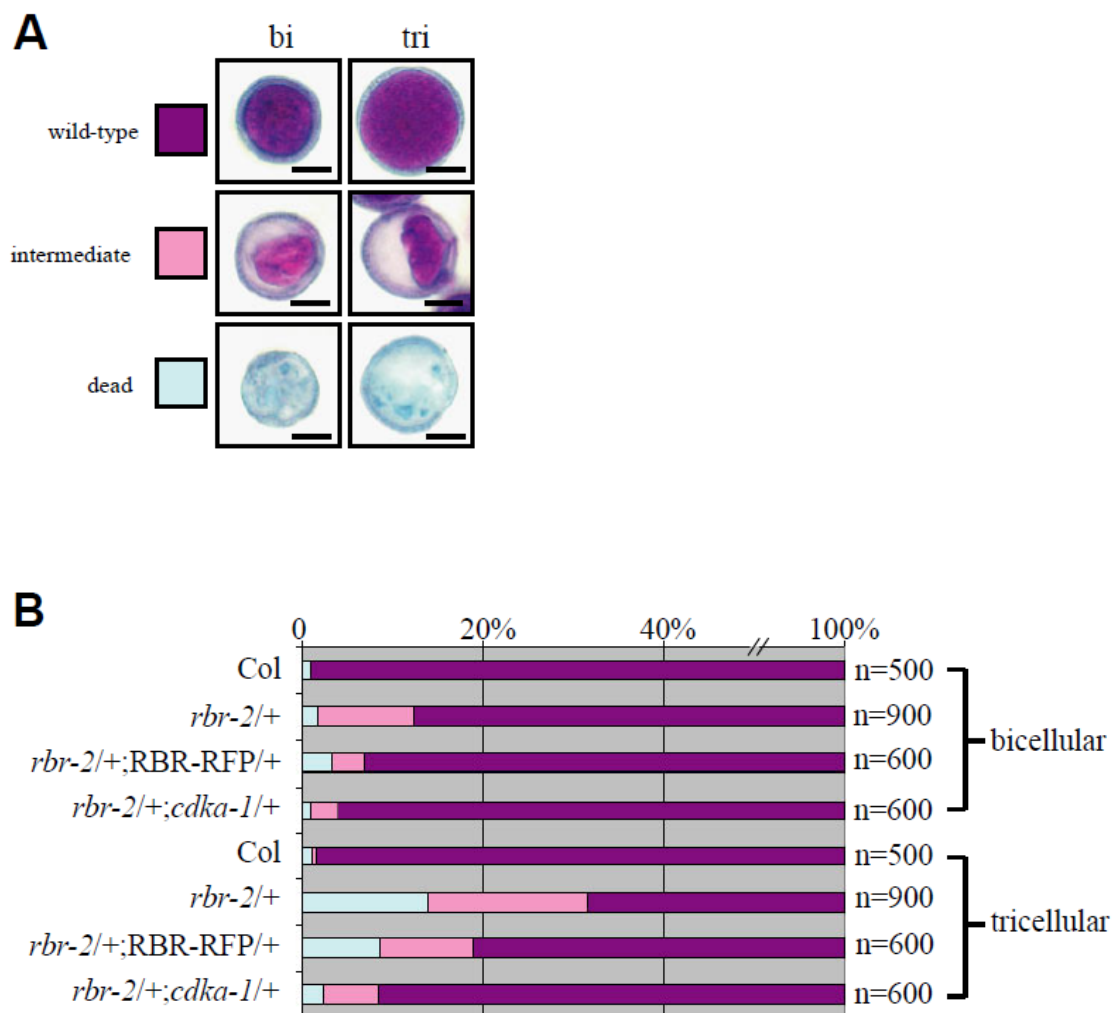 A
bi tri
wild-type
intermediate
dead
B
0 20% 40% // 100%
Col n=500
rbr-2/+ n=900
rbr-2/+;RBR-RFP/+ n=600
bicellular
rbr-2/+;cdka-1/+ n=600
Col n=500
rbr-2/+ n=900
tricellular
rbr-2/+;RBR-RFP/+ n=600
rbr-2/+;cdka-1/+ n=600